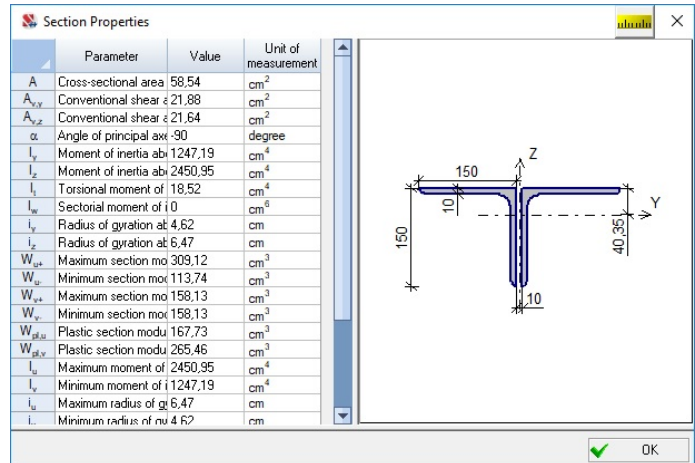 Section Properties
Parameter Value Unit of measurement
A Cross-sectional area 58,54 cm²
Av,y Conventional shear a 21,88 cm²
Av,z Conventional shear a 21,64 cm²
α Angle of principal axe -90 degree
Iy Moment of inertia abo 1247,19 cm⁴
Iz Moment of inertia abo 2450,95 cm⁴
It Torsional moment of 18,52 cm⁴
Iw Sectorial moment of i 0 cm⁶
iy Radius of gyration ab 4,62 cm
iz Radius of gyration ab 6,47 cm
Wu+ Maximum section mo 309,12 cm³
Wu- Minimum section mod 113,74 cm³
Wv+ Maximum section mo 158,13 cm³
Wv- Minimum section mod 158,13 cm³
Wpl,u Plastic section modu 167,73 cm³
Wpl,v Plastic section modu 265,46 cm³
Iu Maximum moment of 2450,95 cm⁴
Iv Minimum moment of i 1247,19 cm⁴
iu Maximum radius of gy 6,47 cm
Minimum radius of gy 4,62 cm
Z
150
10
Y
150
40,35
10
OK